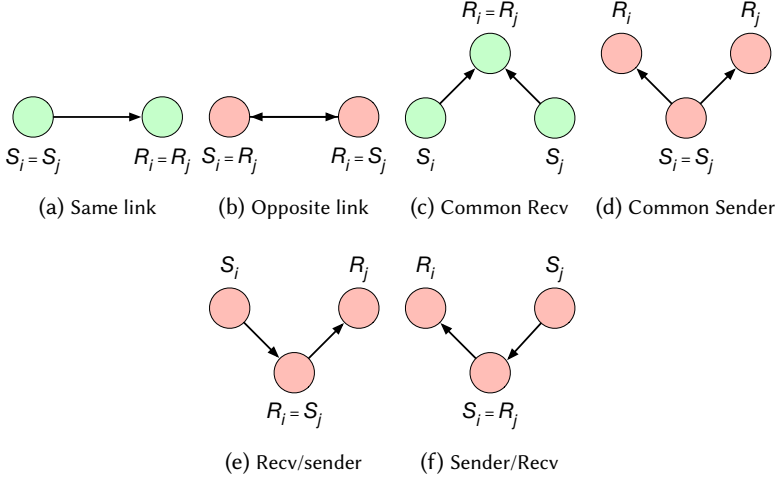 R_i = R_j R_i R_j
S_i = S_j R_i = R_j S_i = R_j R_i = S_j S_i S_j S_i = S_j
(a) Same link (b) Opposite link (c) Common Recv (d) Common Sender
S_i R_j R_i S_j
R_i = S_j S_i = R_j
(e) Recv/sender (f) Sender/Recv